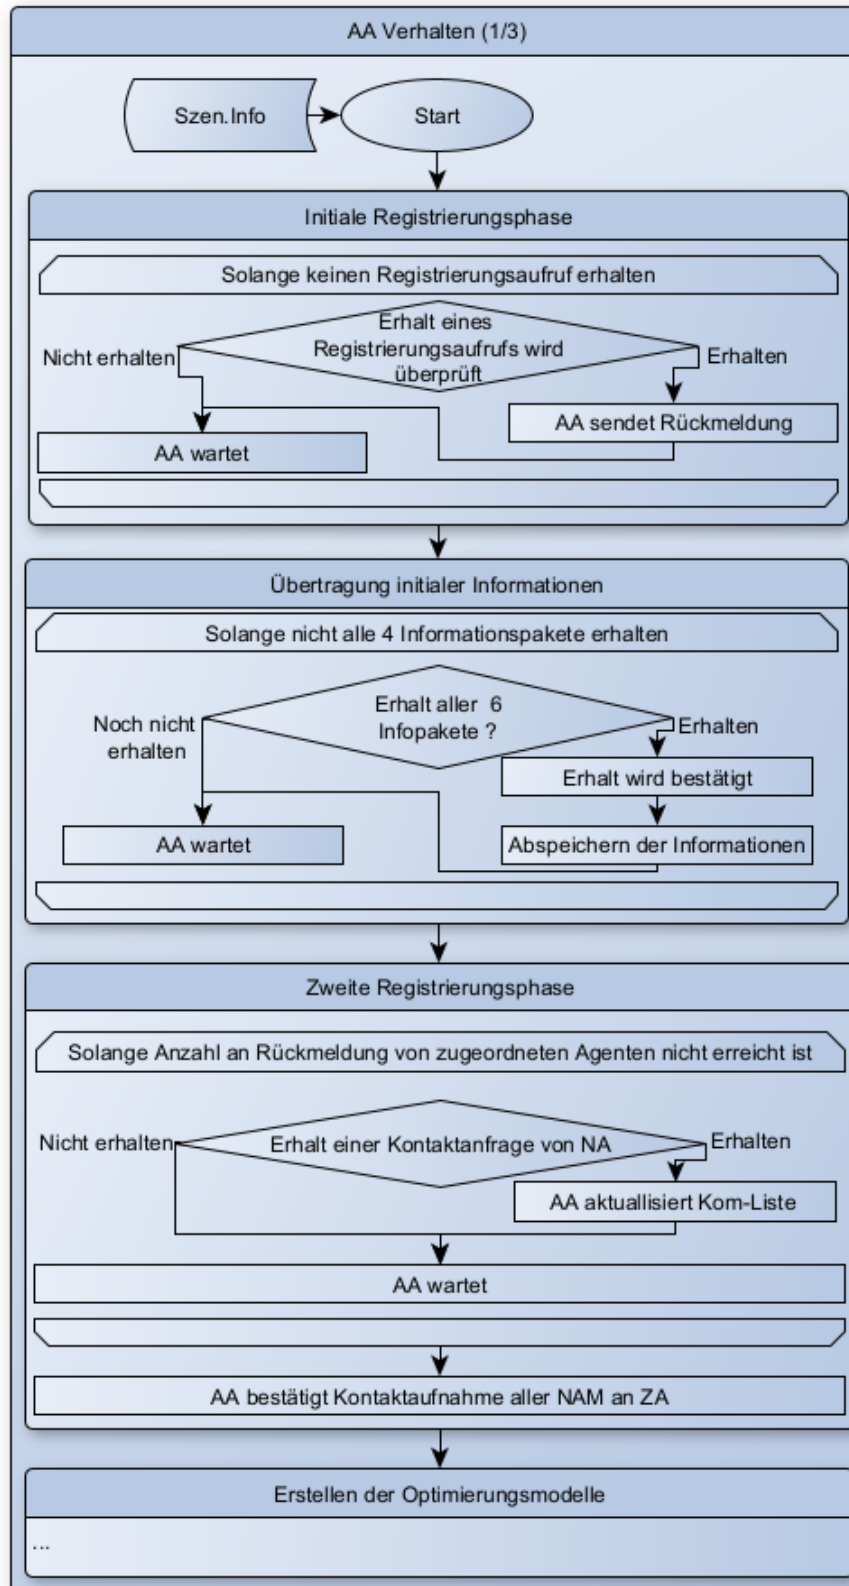 AA Verhalten (1/3)
Szen.Info
Start
Initiale Registrierungsphase
Solange keinen Registrierungsaufruf erhalten
Erhalt eines
Registrierungsaufrufs wird
überprüft
Nicht erhalten
Erhalten
AA sendet Rückmeldung
AA wartet
Übertragung initialer Informationen
Solange nicht alle 4 Informationspakete erhalten
Erhalt aller 6
Infopakete ?
Noch nicht
erhalten
Erhalten
Erhalt wird bestätigt
AA wartet
Abspeichern der Informationen
Zweite Registrierungsphase
Solange Anzahl an Rückmeldung von zugeordneten Agenten nicht erreicht ist
Nicht erhalten
Erhalt einer Kontaktanfrage von NA
Erhalten
AA aktuallisiert Kom-Liste
AA wartet
AA bestätigt Kontaktaufnahme aller NAM an ZA
Erstellen der Optimierungsmodelle
...